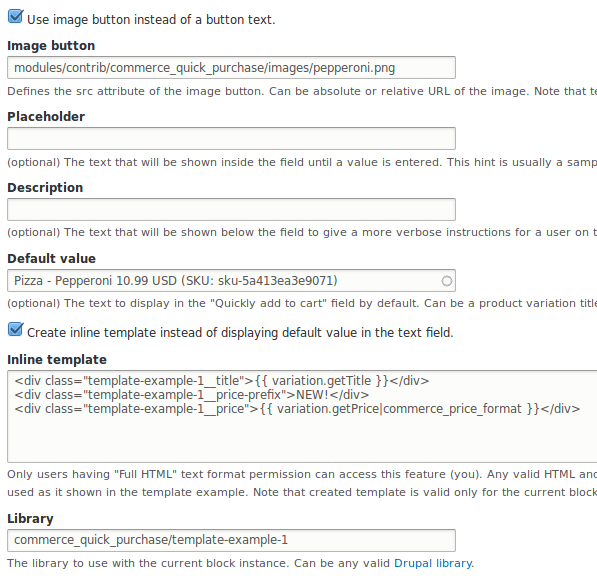 Use image button instead of a button text.
Image button
modules/contrib/commerce_quick_purchase/images/pepperoni.png
Defines the src attribute of the image button. Can be absolute or relative URL of the image. Note that
Placeholder
(optional) The text that will be shown inside the field until a value is entered. This hint is usually a
Description
(optional) The text that will be shown below the field to give a more verbose instructions for a user on
Default value
Pizza - Pepperoni 10.99 USD (SKU: sku-5a413ea3e9071)
(optional) The text to display in the "Quickly add to cart" field by default. Can be a product variation
Create inline template instead of displaying default value in the text field.
Inline template
<div class="template-example-1__title">{{ variation.getTitle }}</div>
<div class="template-example-1__price-prefix">NEW!</div>
<div class="template-example-1__price">{{ variation.getPrice|commerce_price_format }}</div>
Only users having "Full HTML" text format permission can access this feature (you). Any valid HTML and
used as it shown in the template example. Note that created template is valid only for the current block
Library
commerce_quick_purchase/template-example-1
The library to use with the current block instance. Can be any valid Drupal library.